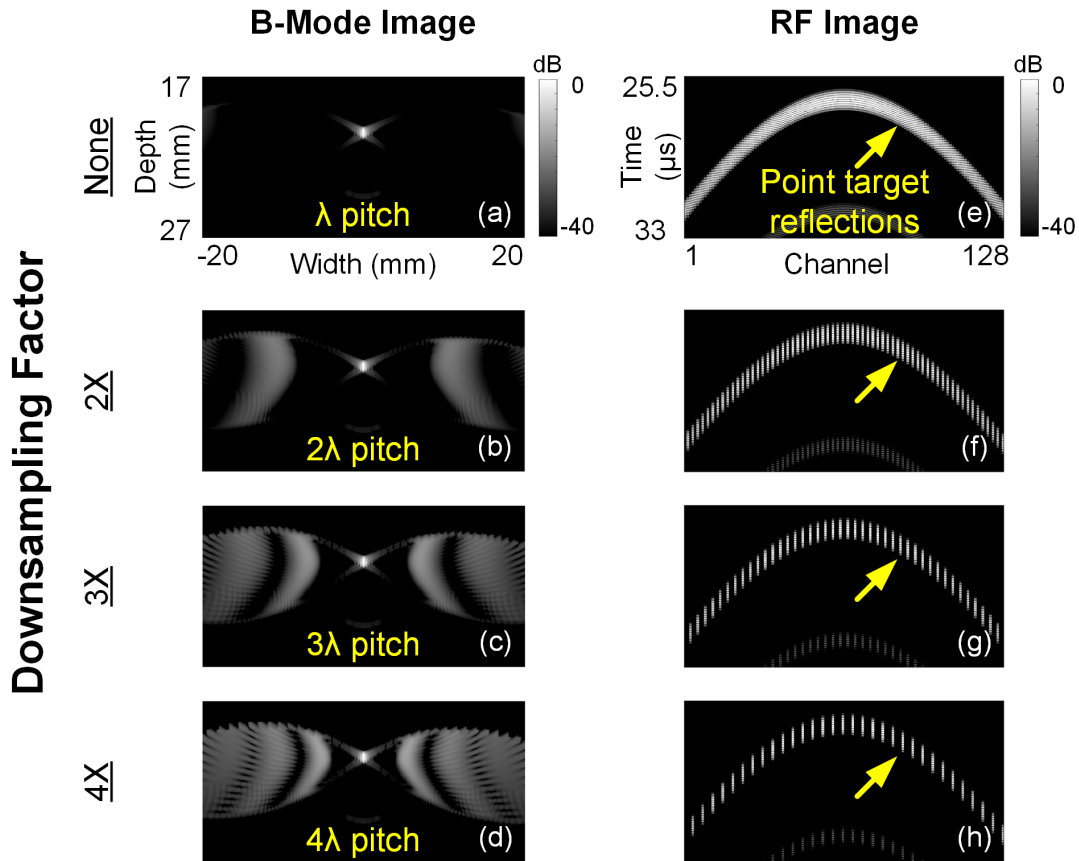 B-Mode Image
RF Image
Downsampling Factor
None
17
Depth
(mm)
27
-20
Width (mm)
20
λ pitch
(a)
dB
0
-40
25.5
Time
(µs)
33
1
Channel
128
Point target
reflections
(e)
dB
0
-40
2X
2λ pitch
(b)
(f)
3X
3λ pitch
(c)
(g)
4X
4λ pitch
(d)
(h)